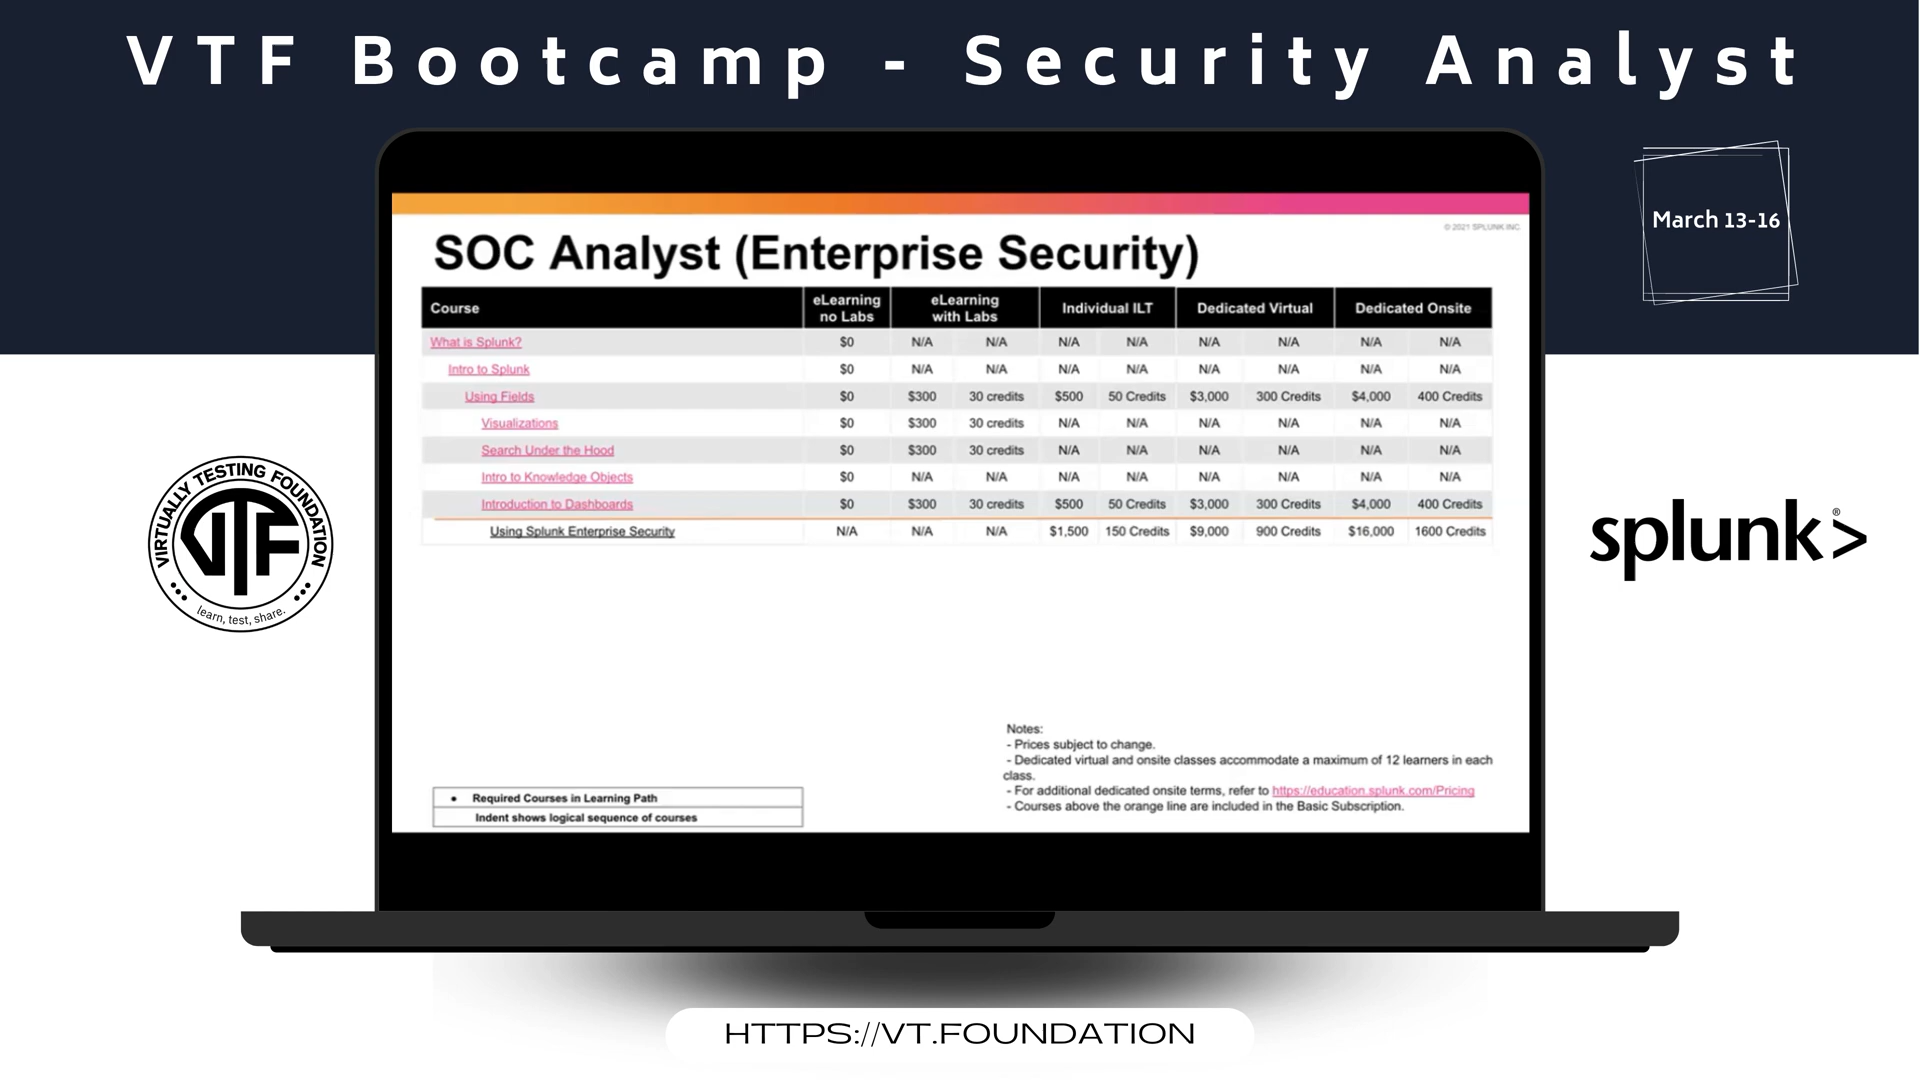 VTF Bootcamp - Security Analyst
March 13-16
© 2021 SPLUNK INC.
SOC Analyst (Enterprise Security)
Course eLearning no Labs eLearning with Labs Individual ILT Dedicated Virtual Dedicated Onsite
What is Splunk? $0 N/A N/A N/A N/A N/A N/A N/A N/A
Intro to Splunk $0 N/A N/A N/A N/A N/A N/A N/A N/A
Using Fields $0 $300 30 credits $500 50 Credits $3,000 300 Credits $4,000 400 Credits
Visualizations $0 $300 30 credits N/A N/A N/A N/A N/A N/A
Search Under the Hood $0 $300 30 credits N/A N/A N/A N/A N/A N/A
Intro to Knowledge Objects $0 N/A N/A N/A N/A N/A N/A N/A N/A
Introduction to Dashboards $0 $300 30 credits $500 50 Credits $3,000 300 Credits $4,000 400 Credits
Using Splunk Enterprise Security N/A N/A N/A $1,500 150 Credits $9,000 900 Credits $16,000 1600 Credits
Notes:
- Prices subject to change.
- Dedicated virtual and onsite classes accommodate a maximum of 12 learners in each
class.
- For additional dedicated onsite terms, refer to https://education.splunk.com/Pricing
- Courses above the orange line are included in the Basic Subscription.
• Required Courses in Learning Path
Indent shows logical sequence of courses
VIRTUALLY TESTING FOUNDATION
VTF
learn, test, share.
splunk>®
HTTPS://VT.FOUNDATION